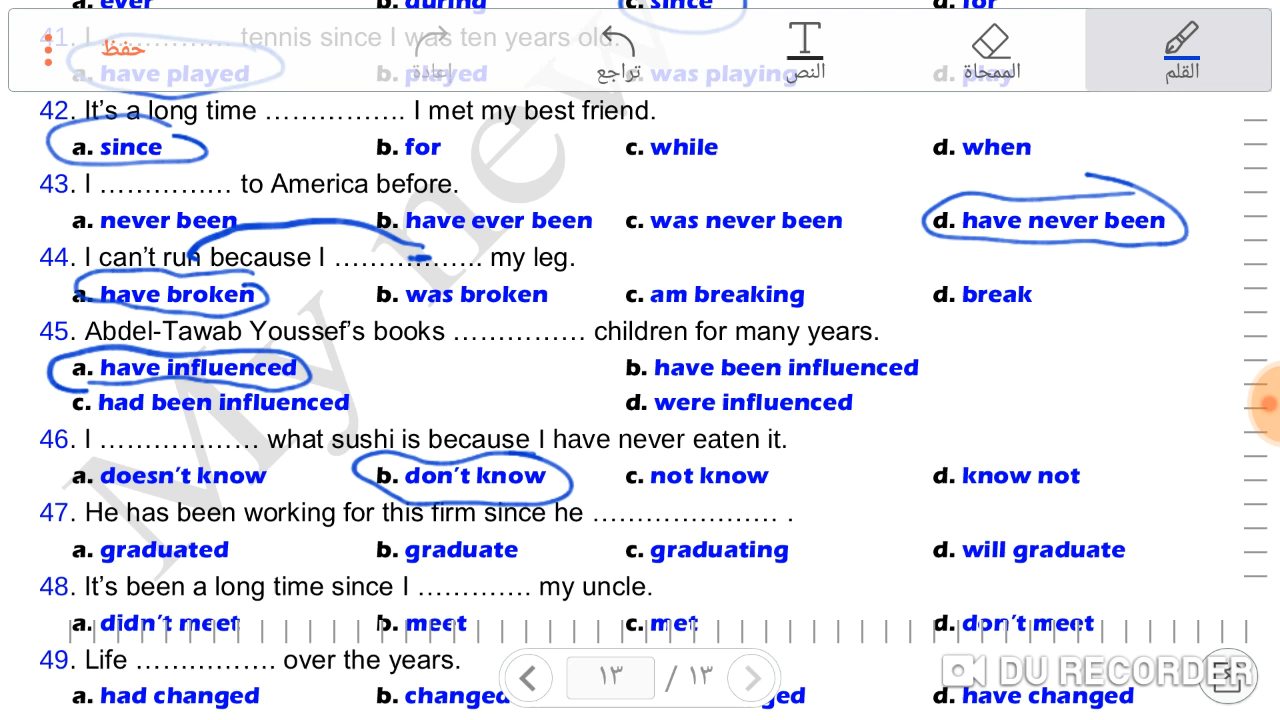 a. ever b. during c. since d. for
41. I …………… tennis since I was ten years old.
a. have played b. played c. was playing d. play
حفظ إعادة تراجع النص الممحاة القلم
42. It's a long time ……………. I met my best friend.
a. since b. for c. while d. when
43. I …………… to America before.
a. never been b. have ever been c. was never been d. have never been
44. I can't run because I ……………… my leg.
a. have broken b. was broken c. am breaking d. break
45. Abdel-Tawab Youssef's books …………… children for many years.
a. have influenced b. have been influenced
c. had been influenced d. were influenced
46. I ……………… what sushi is because I have never eaten it.
a. doesn't know b. don't know c. not know d. know not
47. He has been working for this firm since he ………………… .
a. graduated b. graduate c. graduating d. will graduate
48. It's been a long time since I …………. my uncle.
a. didn't meet b. meet c. met d. don't meet
49. Life ……………. over the years.
١٣ / ١٣
DU RECORDER
a. had changed b. changed d. have changed
My new